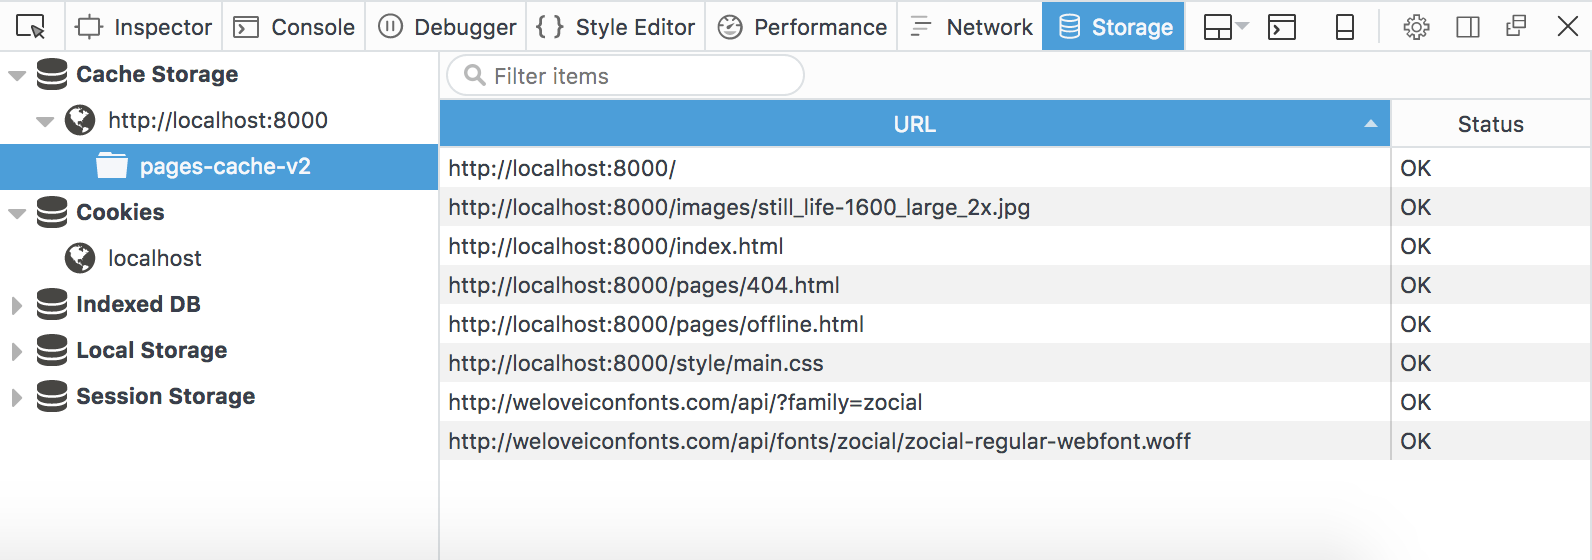 Inspector Console Debugger Style Editor Performance Network Storage
Cache Storage
http://localhost:8000
pages-cache-v2
Cookies
localhost
Indexed DB
Local Storage
Session Storage
Filter items
URL Status
http://localhost:8000/ OK
http://localhost:8000/images/still_life-1600_large_2x.jpg OK
http://localhost:8000/index.html OK
http://localhost:8000/pages/404.html OK
http://localhost:8000/pages/offline.html OK
http://localhost:8000/style/main.css OK
http://weloveiconfonts.com/api/?family=zocial OK
http://weloveiconfonts.com/api/fonts/zocial/zocial-regular-webfont.woff OK